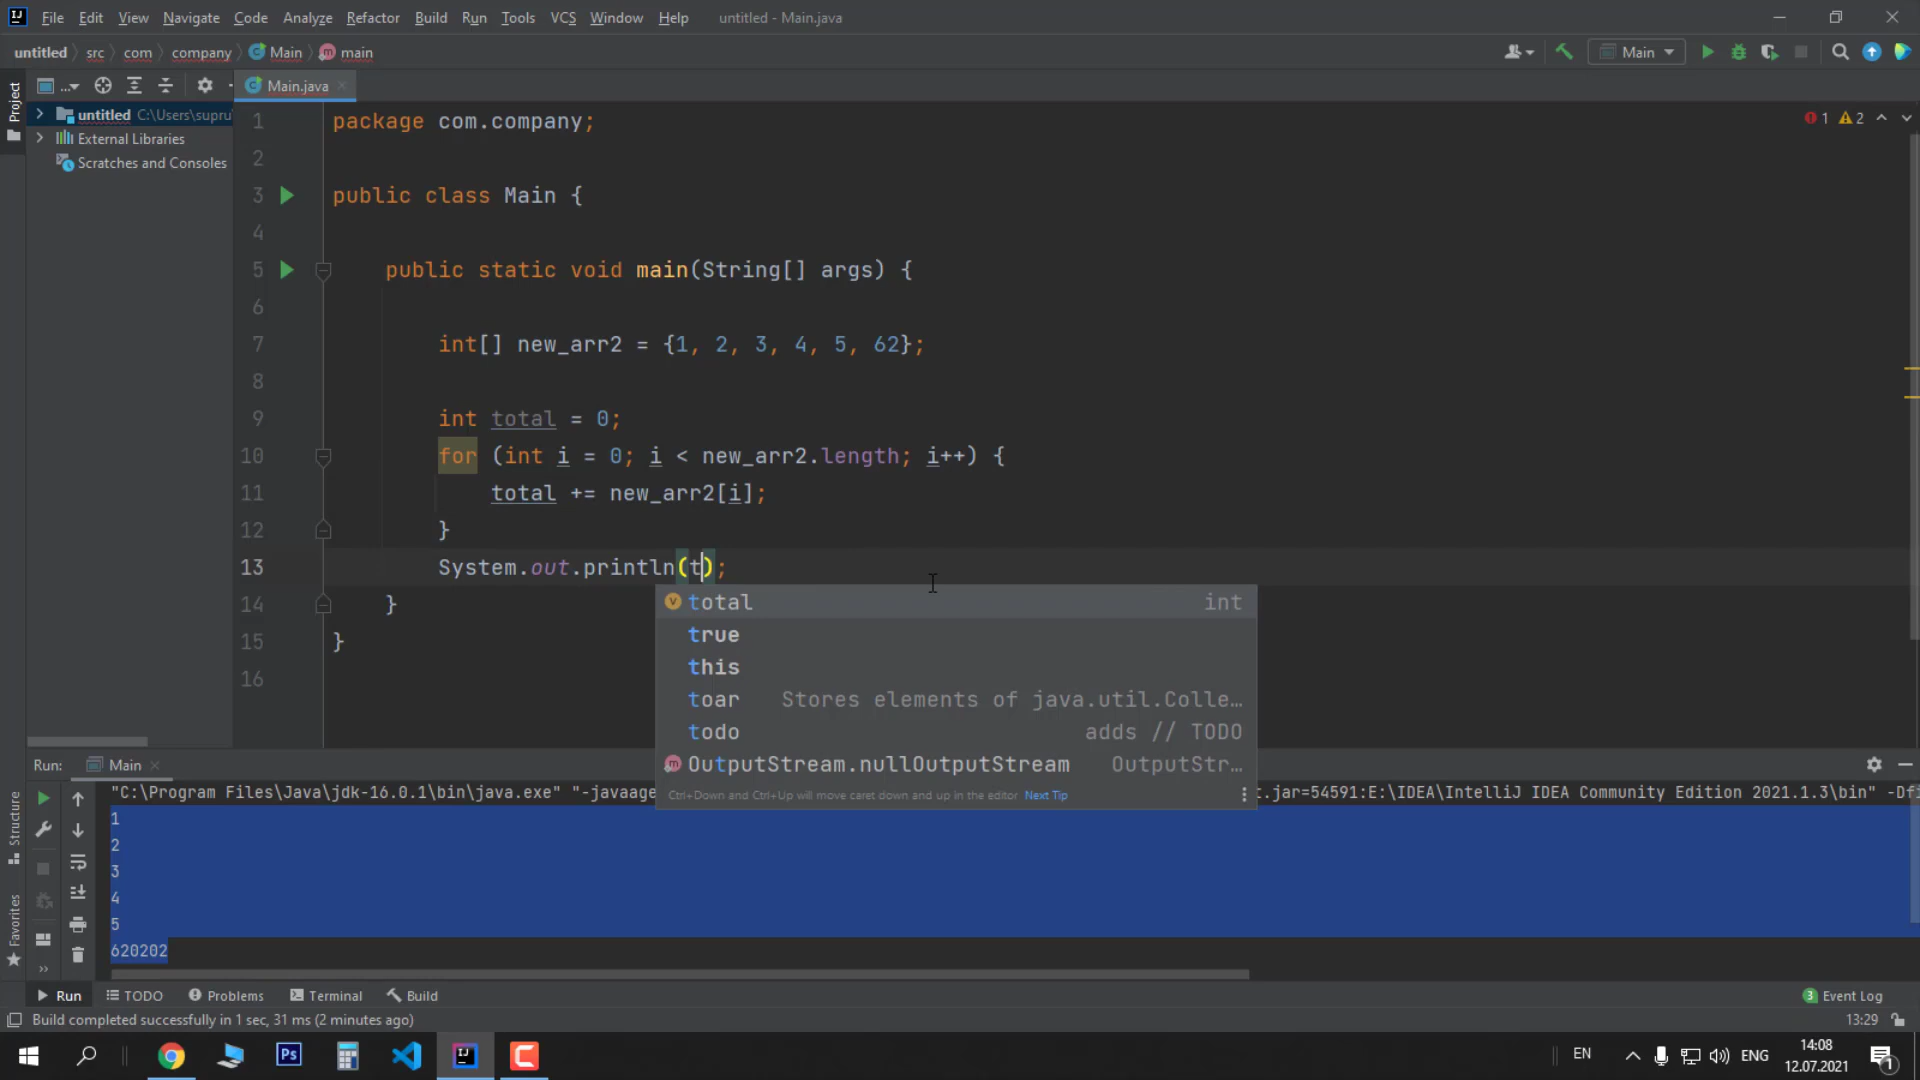 File Edit View Navigate Code Analyze Refactor Build Run Tools VCS Window Help untitled - Main.java
untitled src com company Main main
Main
Project
...
Main.java
untitled C:\Users\supru
External Libraries
Scratches and Consoles
1 2
1 package com.company;
2
3 public class Main {
4
5 public static void main(String[] args) {
6
7 int[] new_arr2 = {1, 2, 3, 4, 5, 62};
8
9 int total = 0;
10 for (int i = 0; i < new_arr2.length; i++) {
11 total += new_arr2[i];
12 }
13 System.out.println(t);
14 }
15 }
16
total int
true
this
toar Stores elements of java.util.Colle...
todo adds // TODO
OutputStream.nullOutputStream OutputStr...
Ctrl+Down and Ctrl+Up will move caret down and up in the editor Next Tip
Run: Main
"C:\Program Files\Java\jdk-16.0.1\bin\java.exe" "-javaage t.jar=54591:E:\IDEA\IntelliJ IDEA Community Edition 2021.1.3\bin" -Dfi
1
2
3
4
5
620202
Structure
Favorites
Run TODO Problems Terminal Build 3 Event Log
Build completed successfully in 1 sec, 31 ms (2 minutes ago) 13:29
Ps
IJ
EN ENG 14:08
12.07.2021
1